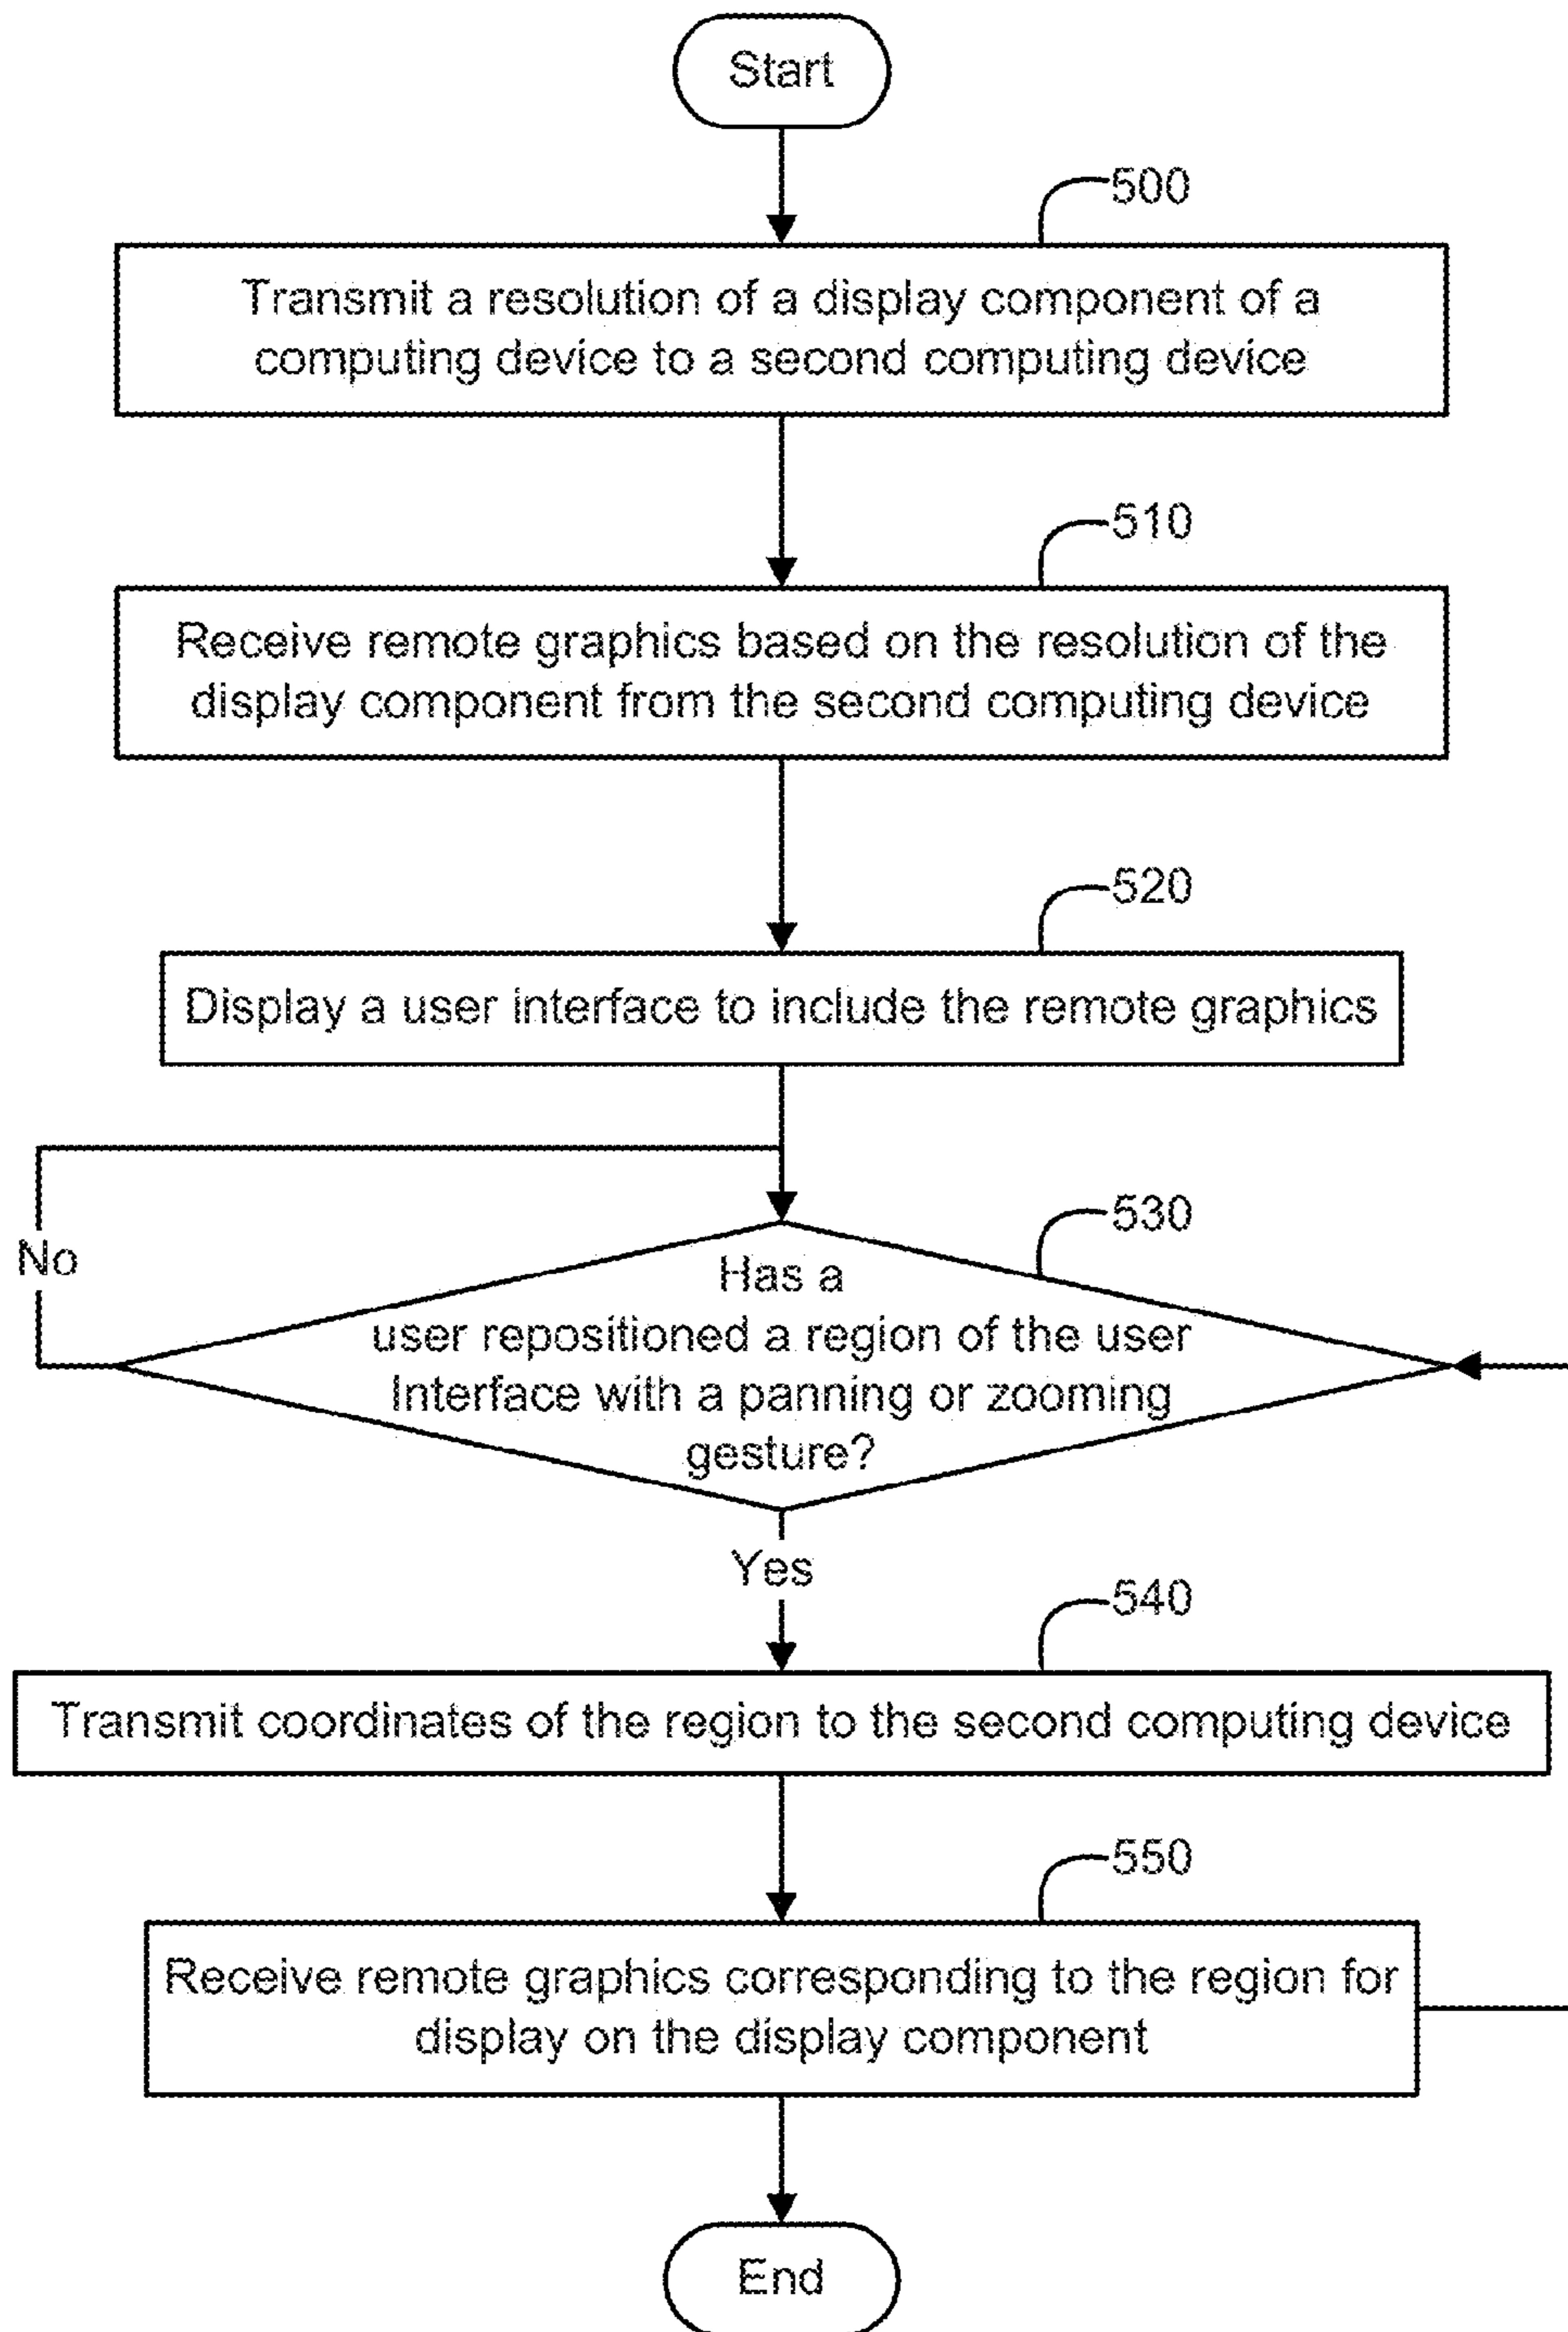 Start
500
Transmit a resolution of a display component of a
computing device to a second computing device
510
Receive remote graphics based on the resolution of the
display component from the second computing device
520
Display a user interface to include the remote graphics
530
No
Has a
user repositioned a region of the user
Interface with a panning or zooming
gesture?
Yes
540
Transmit coordinates of the region to the second computing device
550
Receive remote graphics corresponding to the region for
display on the display component
End